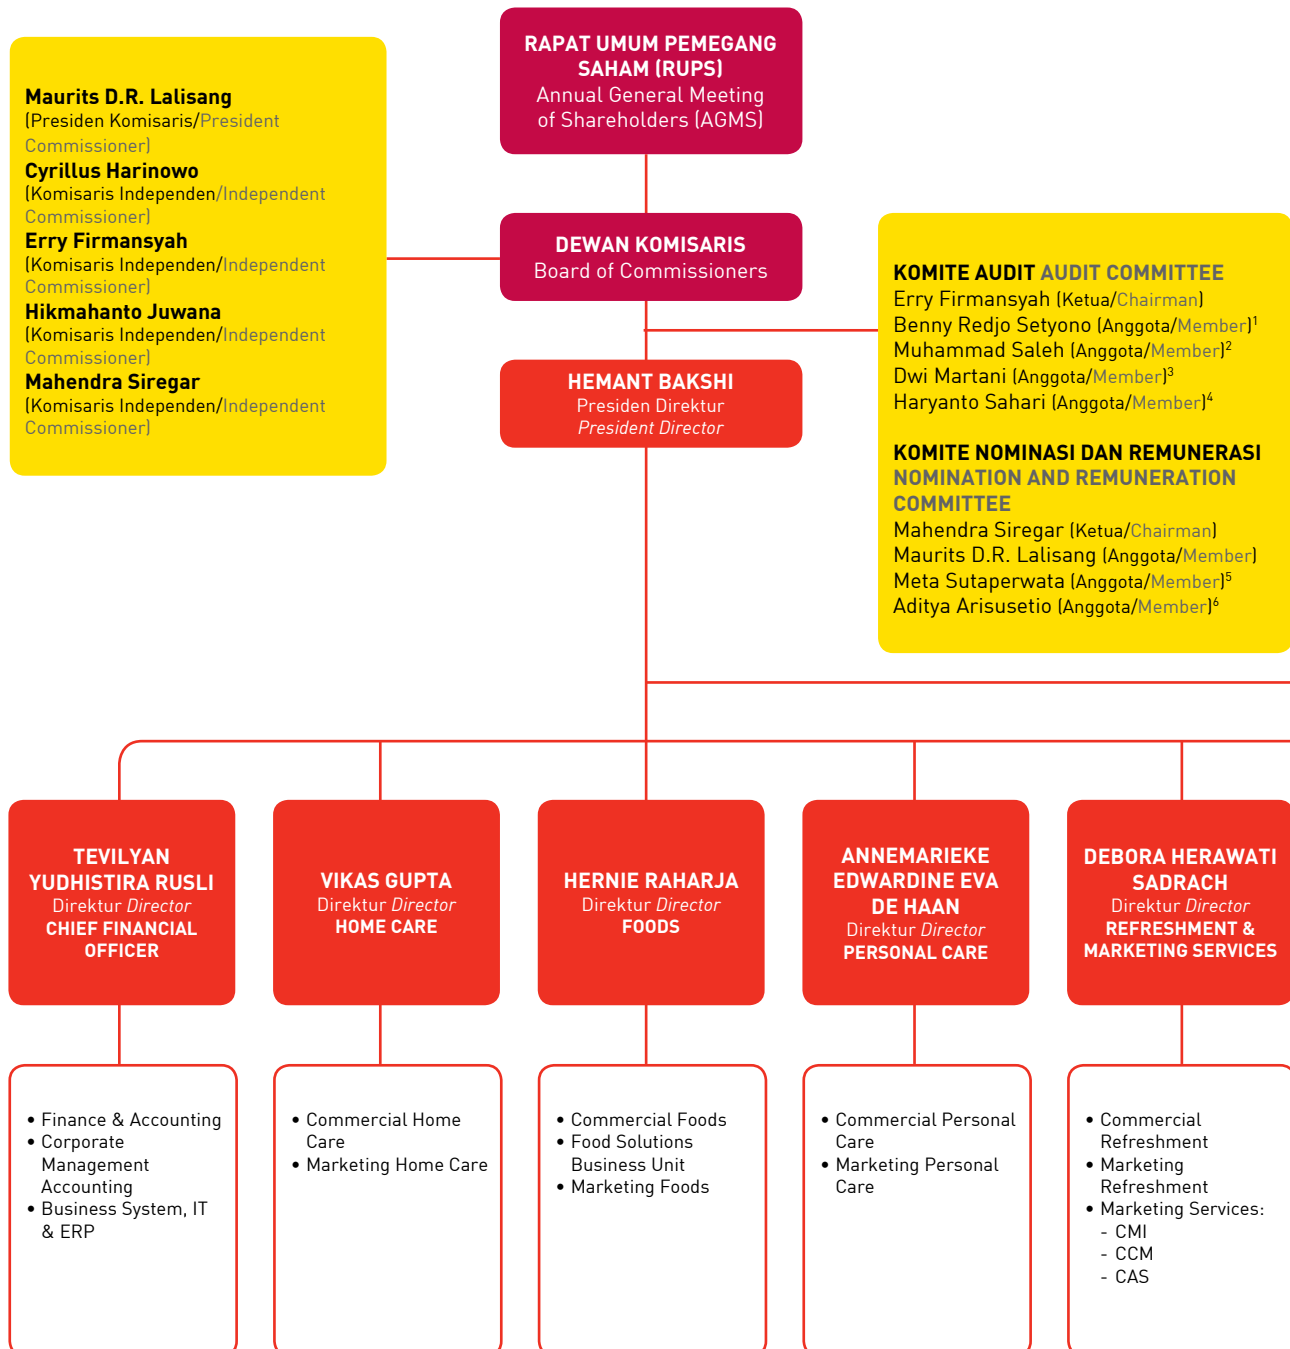 RAPAT UMUM PEMEGANG
SAHAM (RUPS)
Annual General Meeting
of Shareholders (AGMS)
Maurits D.R. Lalisang
(Presiden Komisaris/President
Commissioner)
Cyrillus Harinowo
(Komisaris Independen/Independent
Commissioner)
Erry Firmansyah
(Komisaris Independen/Independent
Commissioner)
Hikmahanto Juwana
(Komisaris Independen/Independent
Commissioner)
Mahendra Siregar
(Komisaris Independen/Independent
Commissioner)
DEWAN KOMISARIS
Board of Commissioners
KOMITE AUDIT AUDIT COMMITTEE
Erry Firmansyah (Ketua/Chairman)
Benny Redjo Setyono (Anggota/Member)¹
Muhammad Saleh (Anggota/Member)²
Dwi Martani (Anggota/Member)³
Haryanto Sahari (Anggota/Member)⁴
KOMITE NOMINASI DAN REMUNERASI
NOMINATION AND REMUNERATION
COMMITTEE
Mahendra Siregar (Ketua/Chairman)
Maurits D.R. Lalisang (Anggota/Member)
Meta Sutaperwata (Anggota/Member)⁵
Aditya Arisusetio (Anggota/Member)⁶
HEMANT BAKSHI
Presiden Direktur
President Director
TEVILYAN
YUDHISTIRA RUSLI
Direktur Director
CHIEF FINANCIAL
OFFICER
VIKAS GUPTA
Direktur Director
HOME CARE
HERNIE RAHARJA
Direktur Director
FOODS
ANNEMARIEKE
EDWARDINE EVA
DE HAAN
Direktur Director
PERSONAL CARE
DEBORA HERAWATI
SADRACH
Direktur Director
REFRESHMENT &
MARKETING SERVICES
• Finance & Accounting
• Corporate
Management
Accounting
• Business System, IT
& ERP
• Commercial Home
Care
• Marketing Home Care
• Commercial Foods
• Food Solutions
Business Unit
• Marketing Foods
• Commercial Personal
Care
• Marketing Personal
Care
• Commercial
Refreshment
• Marketing
Refreshment
• Marketing Services:
- CMI
- CCM
- CAS